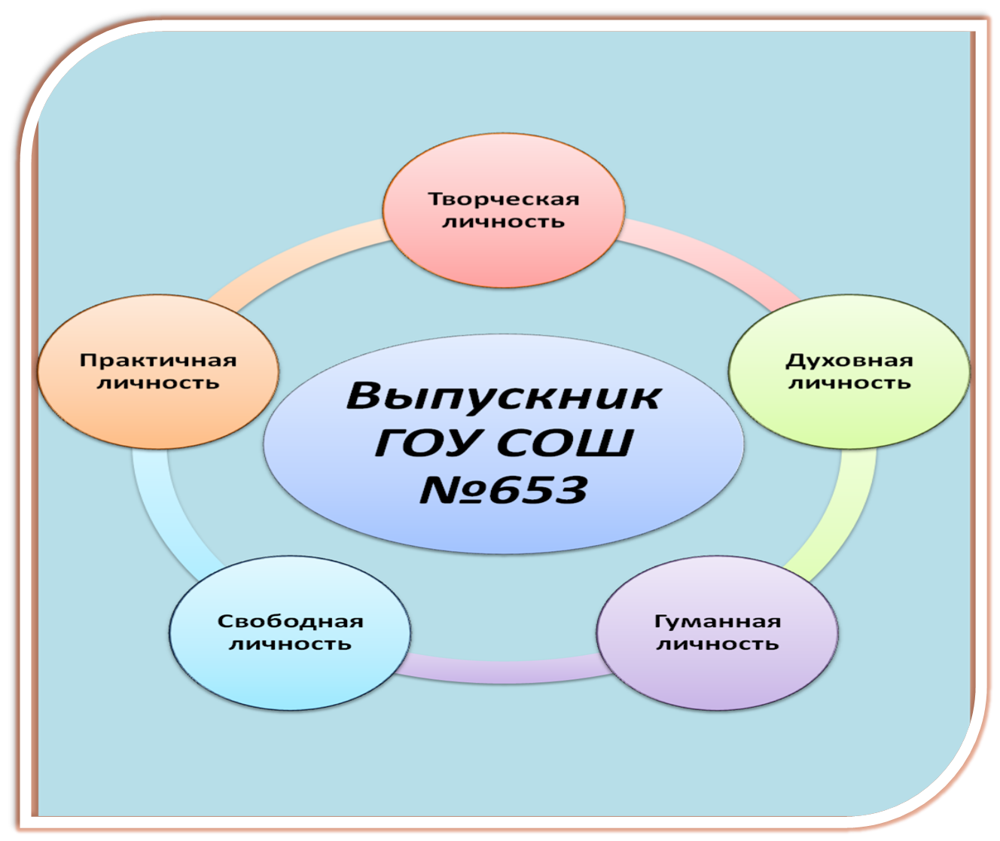 Творческая
личность
Практичная
личность
Духовная
личность
Выпускник
ГОУ СОШ
№653
Свободная
личность
Гуманная
личность